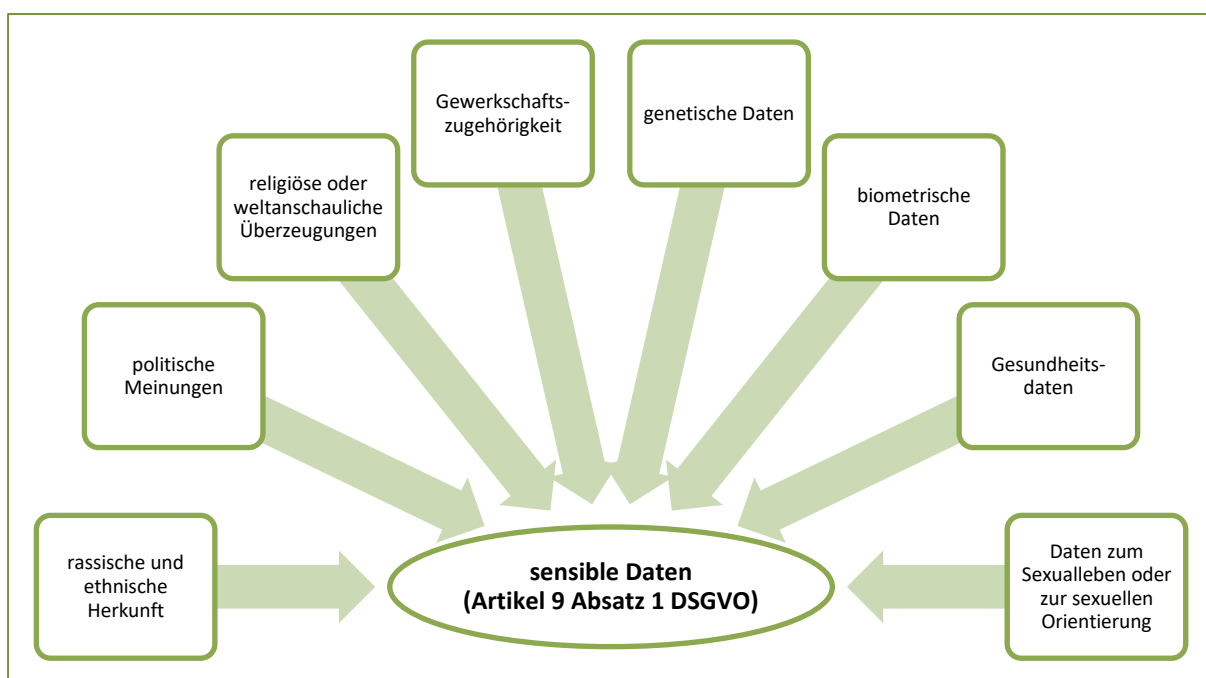 Gewerkschafts-
zugehörigkeit
genetische Daten
religiöse oder
weltanschauliche
Überzeugungen
biometrische
Daten
politische
Meinungen
Gesundheits-
daten
rassische und
ethnische
Herkunft
sensible Daten
(Artikel 9 Absatz 1 DSGVO)
Daten zum
Sexualleben oder
zur sexuellen
Orientierung